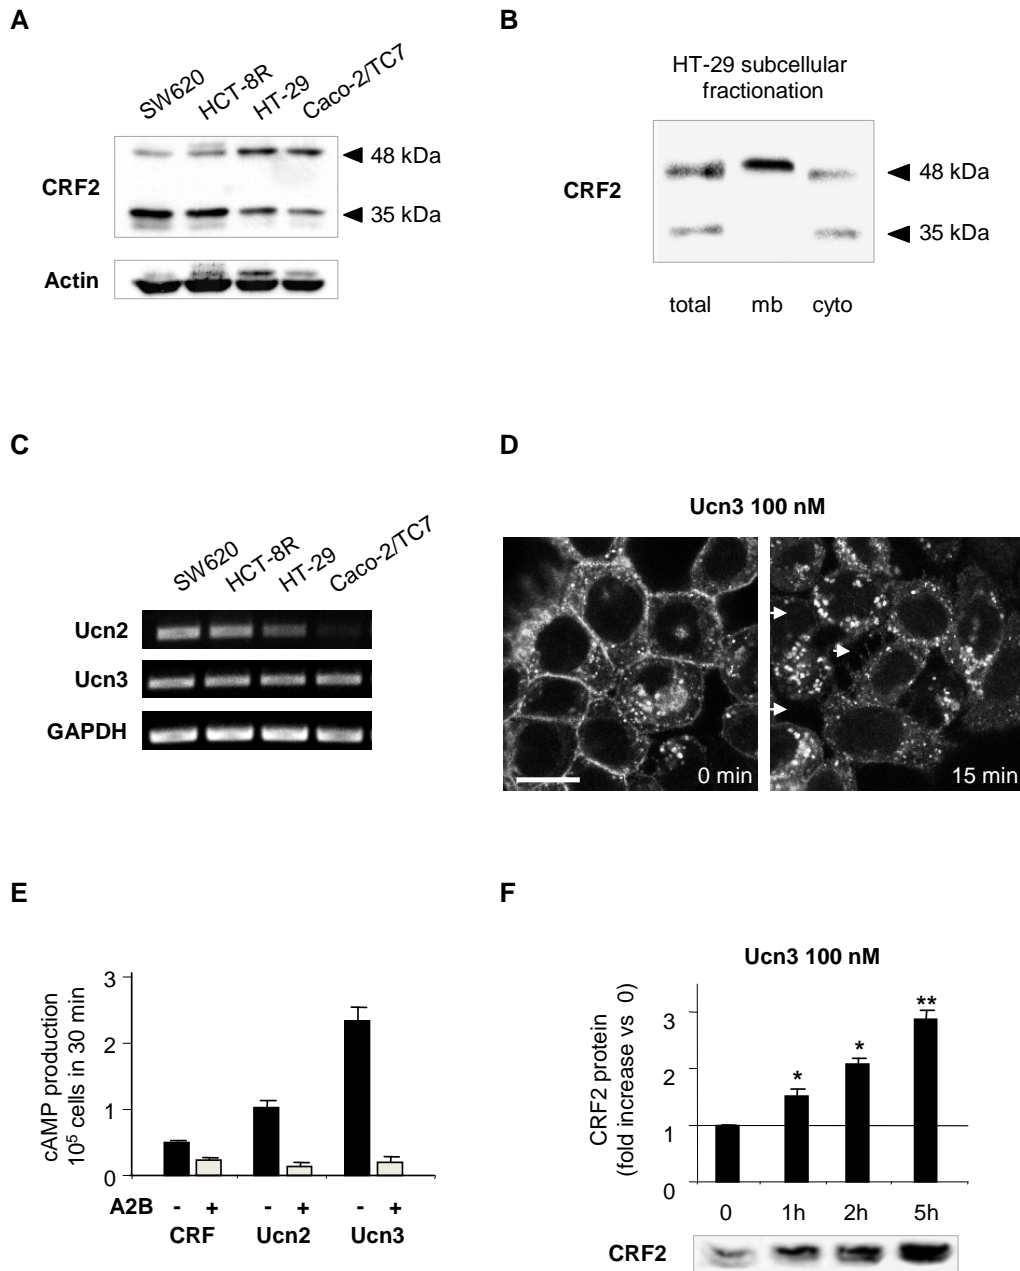 A
SW620
HCT-8R
HT-29
Caco-2/TC7
CRF2
48 kDa
35 kDa
Actin
B
HT-29 subcellular
fractionation
CRF2
48 kDa
35 kDa
total mb cyto
C
SW620
HCT-8R
HT-29
Caco-2/TC7
Ucn2
Ucn3
GAPDH
D
Ucn3 100 nM
0 min
15 min
E
cAMP production
10⁵ cells in 30 min
3
2
1
0
A2B - + - + - +
CRF Ucn2 Ucn3
F
Ucn3 100 nM
CRF2 protein
(fold increase vs 0)
3
2
1
0
* * **
0 1h 2h 5h
CRF2